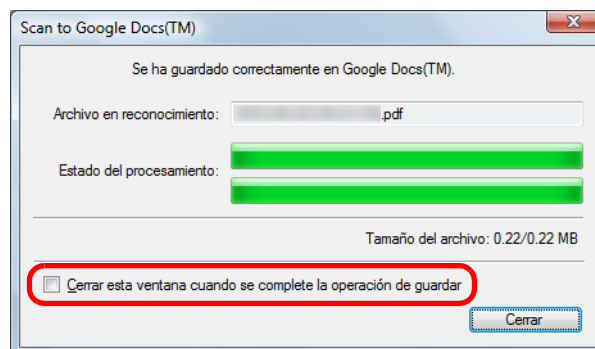 Scan to Google Docs(TM)
Se ha guardado correctamente en Google Docs(TM).
Archivo en reconocimiento: .pdf
Estado del procesamiento:
Tamaño del archivo: 0.22/0.22 MB
Cerrar esta ventana cuando se complete la operación de guardar
Cerrar